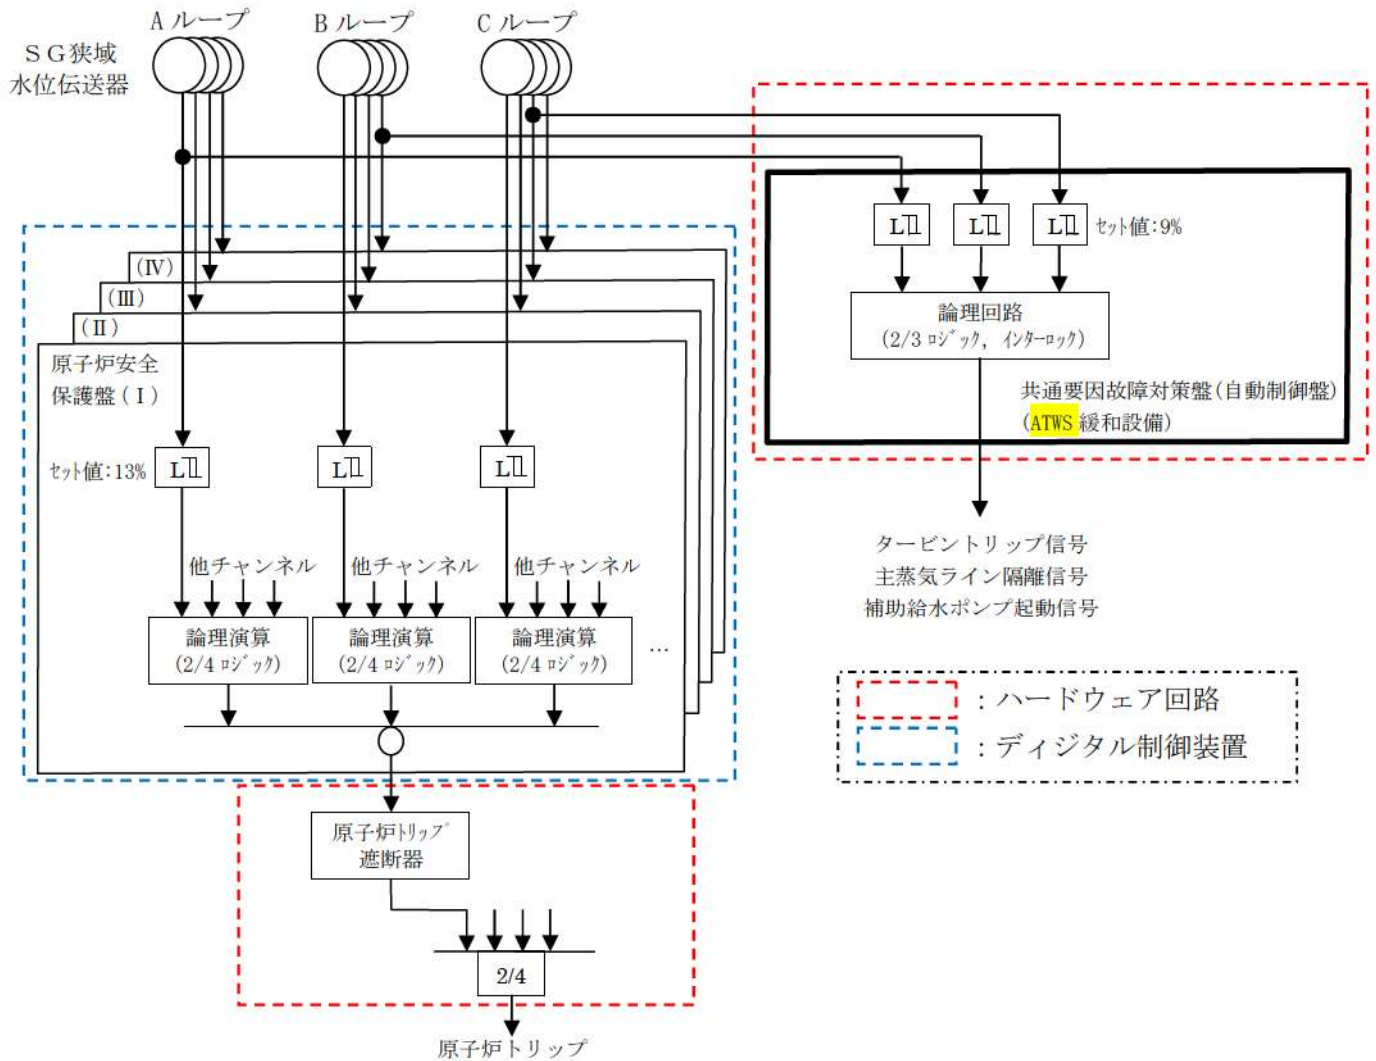 A ループ
B ループ
C ループ
SG狭域
水位伝送器
L
L
L
セット値:9%
論理回路
(2/3 ロジック, インターロック)
共通要因故障対策盤(自動制御盤)
(ATWS 緩和設備)
(Ⅳ)
(Ⅲ)
(Ⅱ)
原子炉安全
保護盤(Ⅰ)
セット値:13%
L
L
L
タービントリップ信号
主蒸気ライン隔離信号
補助給水ポンプ起動信号
他チャンネル
他チャンネル
他チャンネル
論理演算
(2/4 ロジック)
論理演算
(2/4 ロジック)
論理演算
(2/4 ロジック)
…
:ハードウェア回路
:ディジタル制御装置
原子炉トリップ
遮断器
2/4
原子炉トリップ